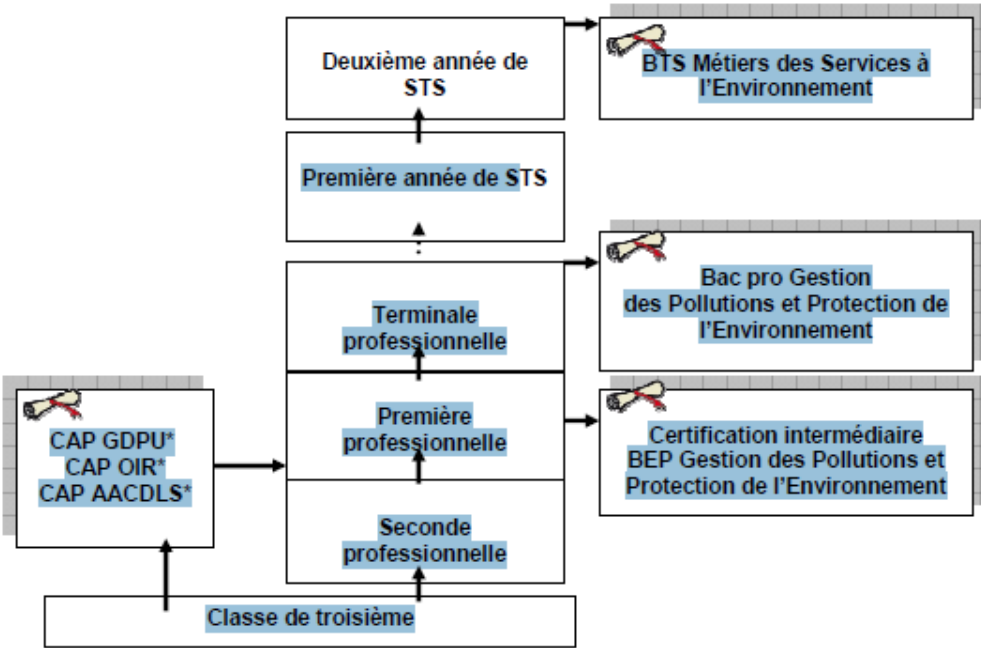 Deuxième année de
STS
BTS Métiers des Services à
l'Environnement
Première année de STS
Terminale
professionnelle
Bac pro Gestion
des Pollutions et Protection de
l'Environnement
CAP GDPU*
CAP OIR*
CAP AACDLS*
Première
professionnelle
Certification intermédiaire
BEP Gestion des Pollutions et
Protection de l'Environnement
Seconde
professionnelle
Classe de troisième